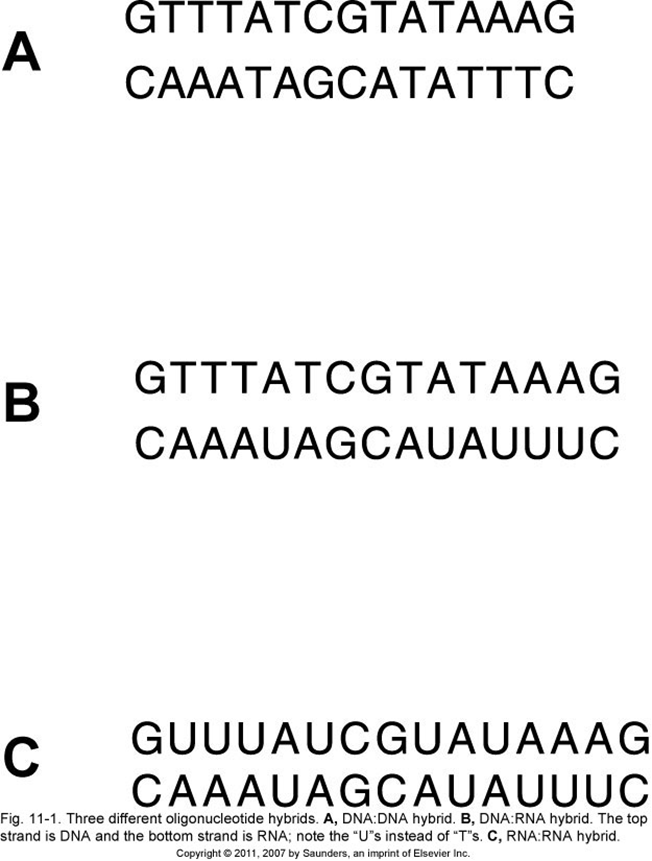 GTTTATCGTATAAAG
A
CAAATAGCATATTTC
GTTTATCGTATAAAG
B
CAAAUAGCAUAUUUC
GUUUAUCGUAUAAAG
C
CAAAUAGCAUAUUUC
Fig. 11-1. Three different oligonucleotide hybrids. A, DNA:DNA hybrid. B, DNA:RNA hybrid. The top
strand is DNA and the bottom strand is RNA; note the “U”s instead of “T”s. C, RNA:RNA hybrid.
Copyright © 2011, 2007 by Saunders, an imprint of Elsevier Inc.